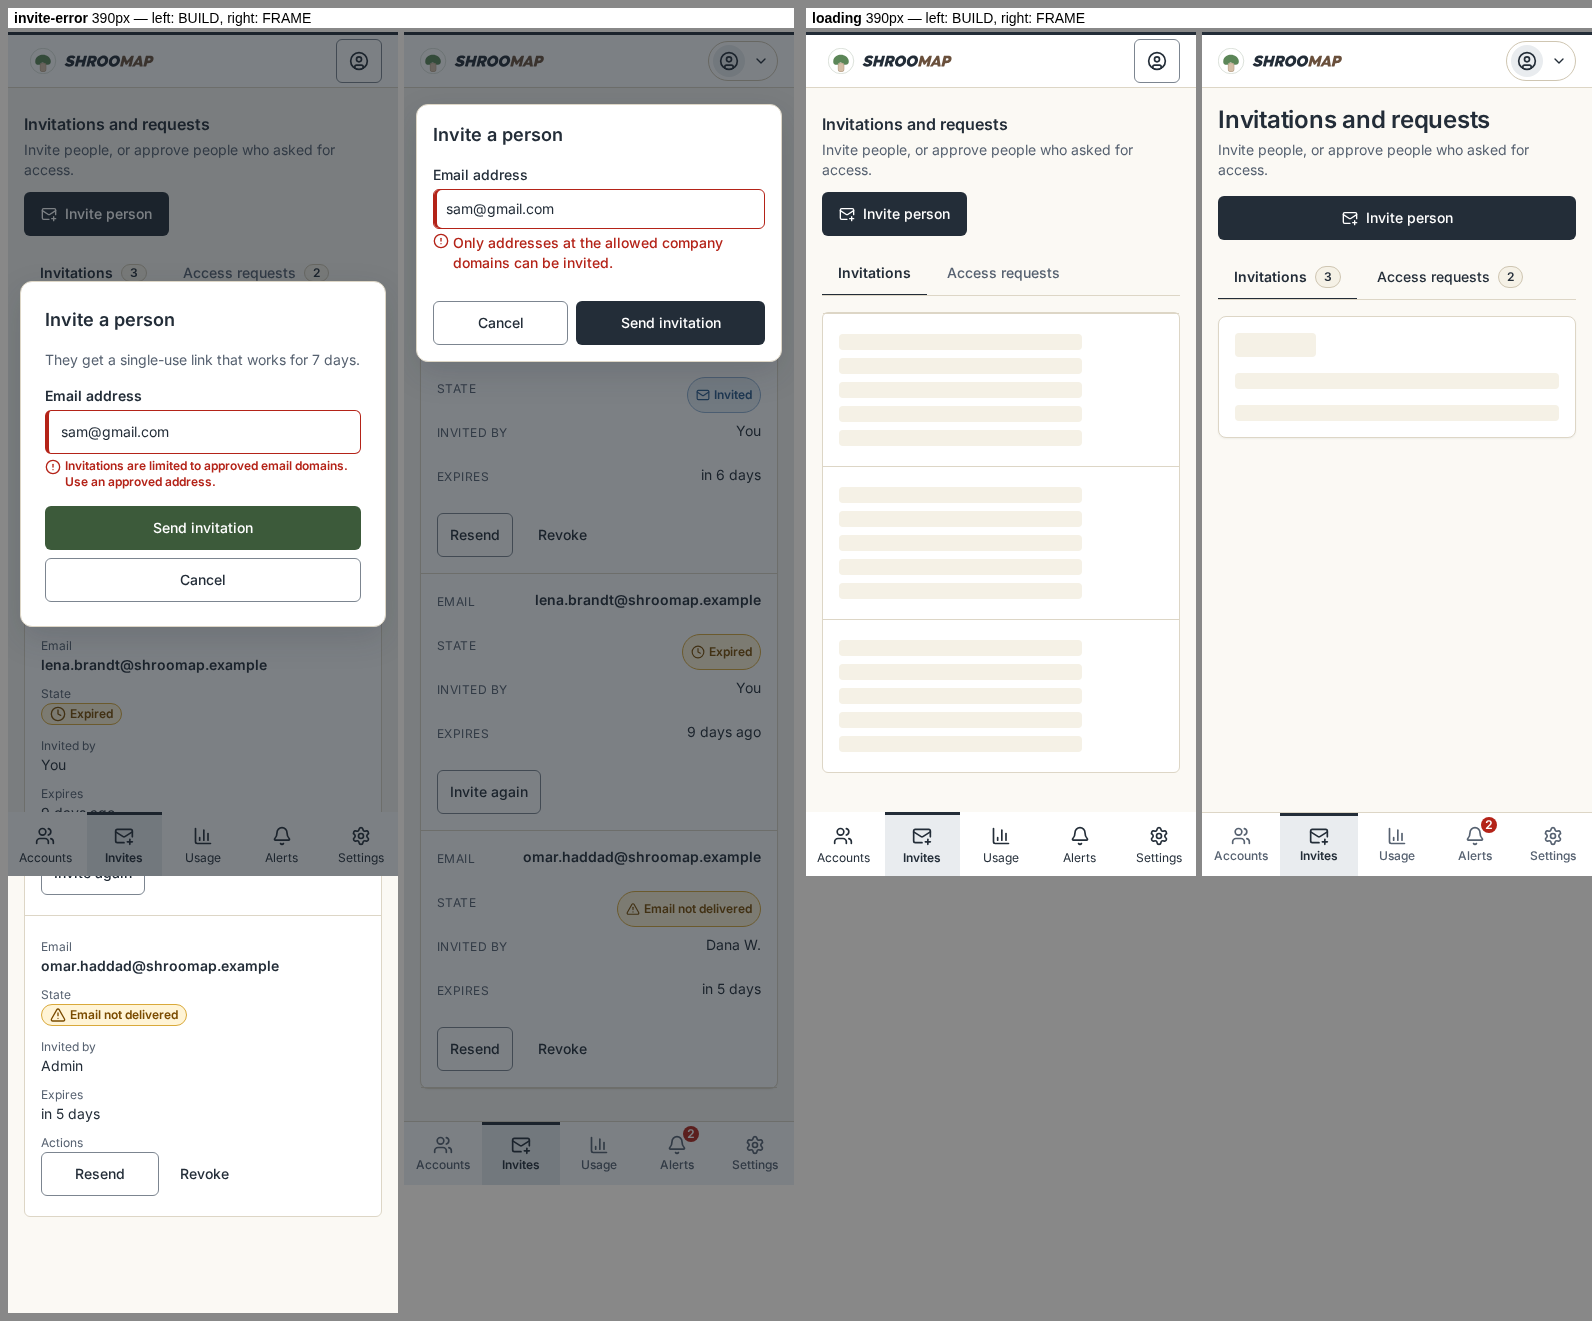 invite-error 390px — left: BUILD, right: FRAME
SHROOMAP
Invitations and requests
Invite people, or approve people who asked for
access.
Invite person
Invitations 3 Access requests 2
Invite a person
They get a single-use link that works for 7 days.
Email address
sam@gmail.com
Invitations are limited to approved email domains.
Use an approved address.
Send invitation
Cancel
Email
lena.brandt@shroomap.example
State
Expired
Invited by
You
Expires
9 days ago
Accounts Invites Usage Alerts Settings
Invite again
Email
omar.haddad@shroomap.example
State
Email not delivered
Invited by
Admin
Expires
in 5 days
Actions
Resend Revoke
SHROOMAP
Invite a person
Email address
sam@gmail.com
Only addresses at the allowed company
domains can be invited.
Cancel Send invitation
STATE Invited
INVITED BY You
EXPIRES in 6 days
Resend Revoke
EMAIL lena.brandt@shroomap.example
STATE Expired
INVITED BY You
EXPIRES 9 days ago
Invite again
EMAIL omar.haddad@shroomap.example
STATE Email not delivered
INVITED BY Dana W.
EXPIRES in 5 days
Resend Revoke
2
Accounts Invites Usage Alerts Settings
loading 390px — left: BUILD, right: FRAME
SHROOMAP
Invitations and requests
Invite people, or approve people who asked for
access.
Invite person
Invitations Access requests
Accounts Invites Usage Alerts Settings
SHROOMAP
Invitations and requests
Invite people, or approve people who asked for
access.
Invite person
Invitations 3 Access requests 2
2
Accounts Invites Usage Alerts Settings